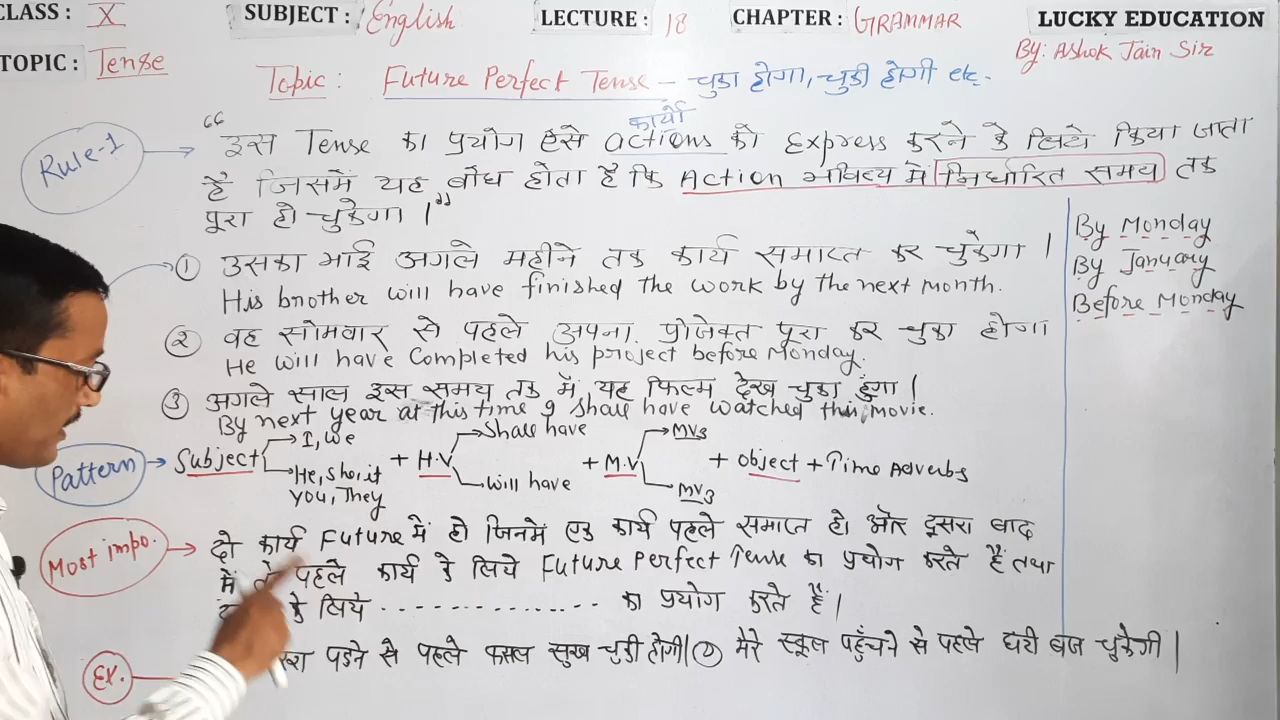 CLASS : X SUBJECT : English LECTURE : 18 CHAPTER : GRAMMAR LUCKY EDUCATION
TOPIC : Tense By: Ashok Jain Sir
Topic : Future Perfect Tense – चुका होगा, चुकी होगी etc.
कार्यो
Rule-1 “इस Tense का प्रयोग ऐसे actions को Express करने के लिये किया जाता
है जिसमें यह बोध होता है कि Action भविष्य में निर्धारित समय तक
पूरा हो चुकेगा ।”
By Monday
By January
Before Monday
① उसका भाई अगले महीने तक कार्य समाप्त कर चुकेगा ।
His brother will have finished the work by the next month.
② वह सोमवार से पहले अपना प्रोजेक्ट पूरा कर चुका होगा
He will have completed his project before Monday.
③ अगले साल इस समय तक मैं यह फिल्म देख चुका हुंगा ।
By next year at this time I shall have watched this movie.
Pattern → Subject → I, we → He, She, it you, They + H.V → Shall have → will have + M.V → MV3 → MV3 + object + Time Adverbs
Most impo. → दो कार्य Future में हो जिनमें एक कार्य पहले समाप्त हो और दूसरा बाद
में पहले कार्य के लिये Future Perfect Tense का प्रयोग करते हैं तथा
के लिये .............. का प्रयोग करते हैं ।
Ex. पडने से पहले फसल सुख चुकी होगी। मेरे स्कूल पहुँचने से पहले घंटी बज चुकेगी |